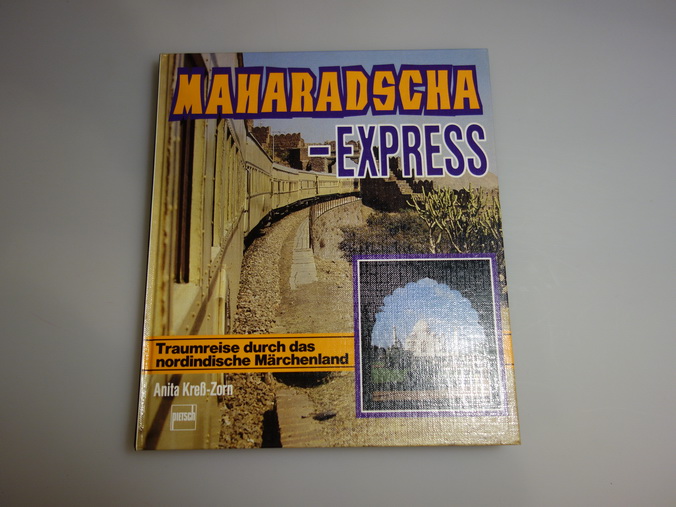 MAHARADSCHA
-EXPRESS
Traumreise durch das
nordindische Märchenland
Anita Kreß-Zorn
pietsch